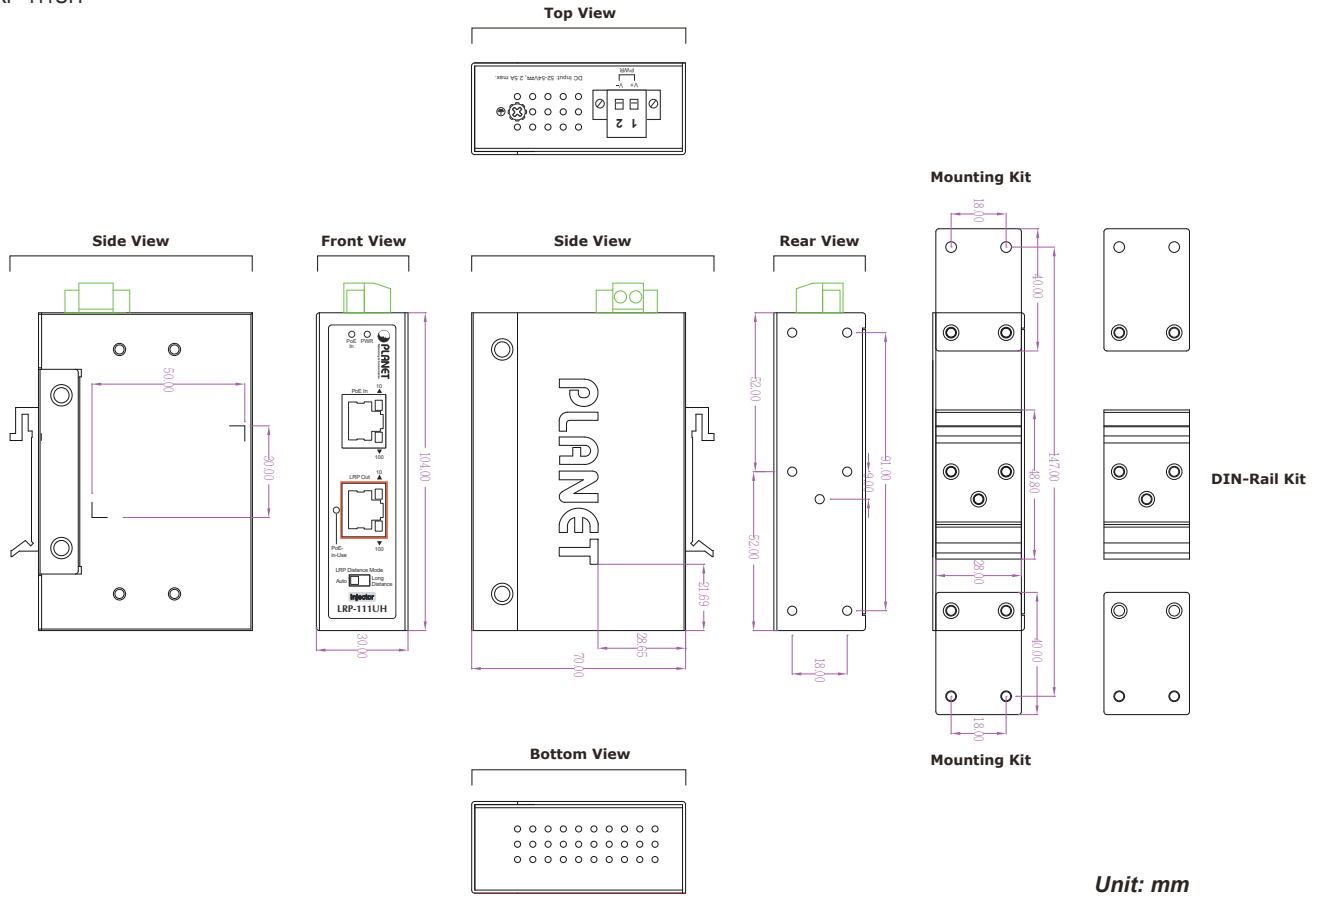 Top View
DC Input: 52-54V, 2.5A max.
PWR
V- V+
2 1
Mounting Kit
18.00
Side View
Front View
Side View
Rear View
40.00
PoE In
PWR
PLANET
50.00
PoE In
10
100
30.00
104.00
LRP Out
10
PoE-
in-Use
100
LRP Distance Mode
Auto
Long
Distance
Injector
LRP-111UH
30.00
PLANET
21.69
28.65
70.00
52.00
91.00
9.00
52.00
18.00
147.00
48.80
DIN-Rail Kit
28.00
40.00
18.00
Mounting Kit
Bottom View
Unit: mm